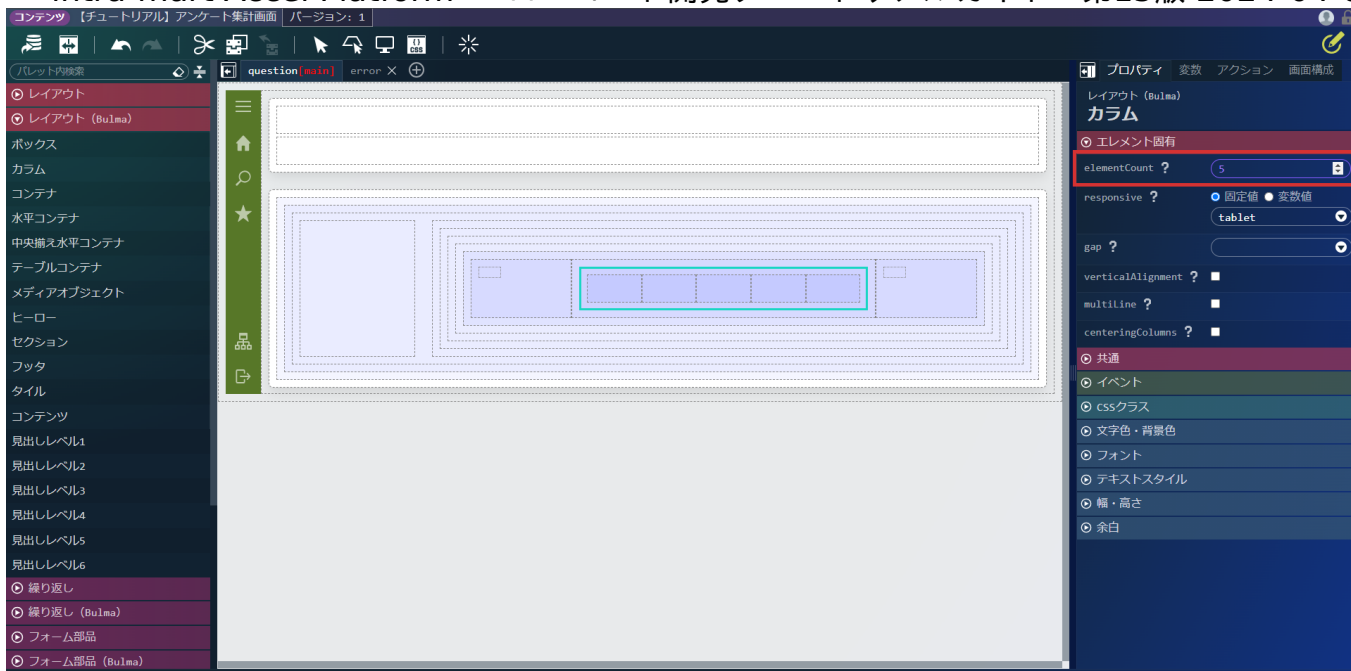 コンテンツ 【チュートリアル】アンケート集計画面 バージョン: 1
パレット内検索
question[main] error
プロパティ 変数 アクション 画面構成
レイアウト
レイアウト (Bulma)
ボックス
カラム
コンテナ
水平コンテナ
中央揃え水平コンテナ
テーブルコンテナ
メディアオブジェクト
ヒーロー
セクション
フッタ
タイル
コンテンツ
見出しレベル1
見出しレベル2
見出しレベル3
見出しレベル4
見出しレベル5
見出しレベル6
繰り返し
繰り返し (Bulma)
フォーム部品
フォーム部品 (Bulma)
レイアウト (Bulma)
カラム
エレメント固有
elementCount ? 5
responsive ? 固定値 変数値
tablet
gap ?
verticalAlignment ?
multiLine ?
centeringColumns ?
共通
イベント
CSSクラス
文字色・背景色
フォント
テキストスタイル
幅・高さ
余白